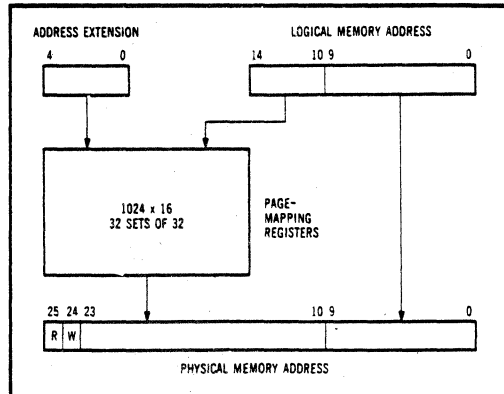 ADDRESS EXTENSION
LOGICAL MEMORY ADDRESS
4 0
14 10 9 0
1024 x 16
32 SETS OF 32
PAGE-
MAPPING
REGISTERS
25 24 23 10 9 0
R W
PHYSICAL MEMORY ADDRESS